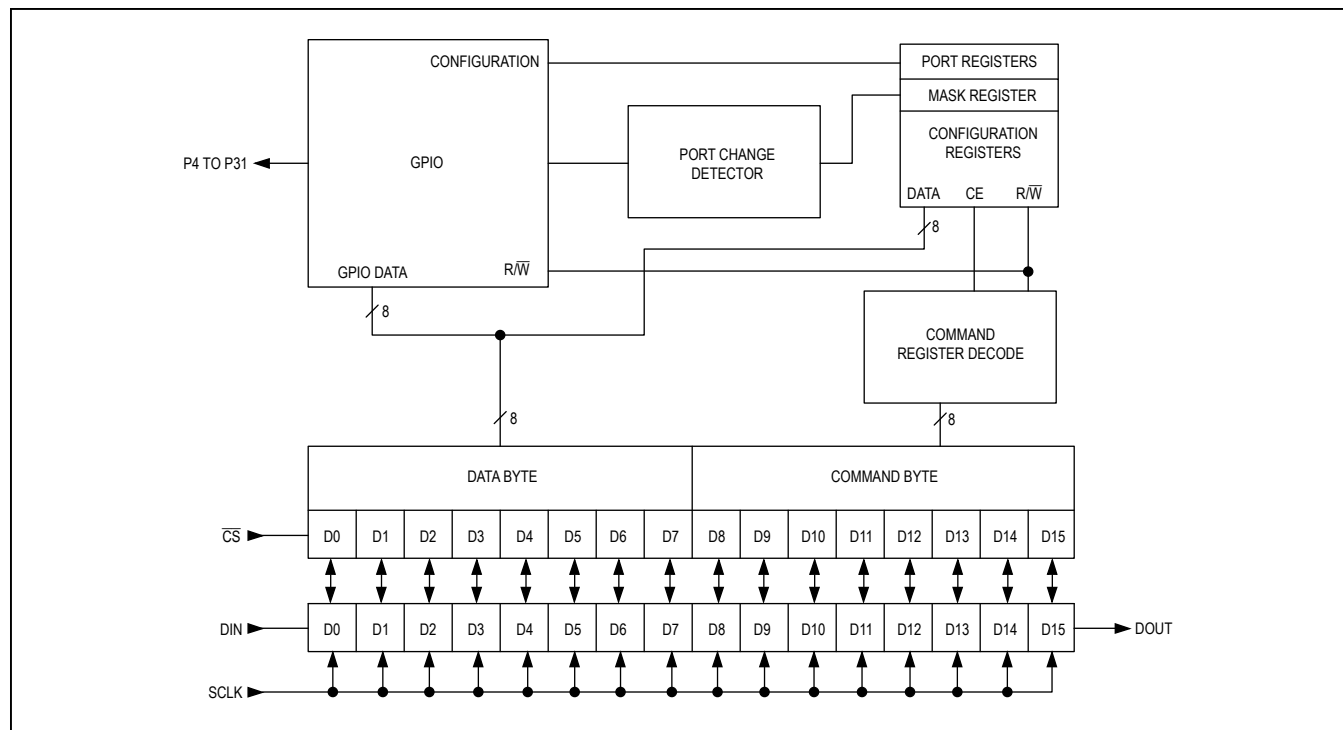 CONFIGURATION
PORT REGISTERS
MASK REGISTER
CONFIGURATION
REGISTERS
DATA CE R/W̅
P4 TO P31
GPIO
PORT CHANGE
DETECTOR
8
GPIO DATA
R/W̅
8
COMMAND
REGISTER DECODE
8
8
DATA BYTE
COMMAND BYTE
C̅S̅
D0 D1 D2 D3 D4 D5 D6 D7 D8 D9 D10 D11 D12 D13 D14 D15
DIN
D0 D1 D2 D3 D4 D5 D6 D7 D8 D9 D10 D11 D12 D13 D14 D15
DOUT
SCLK